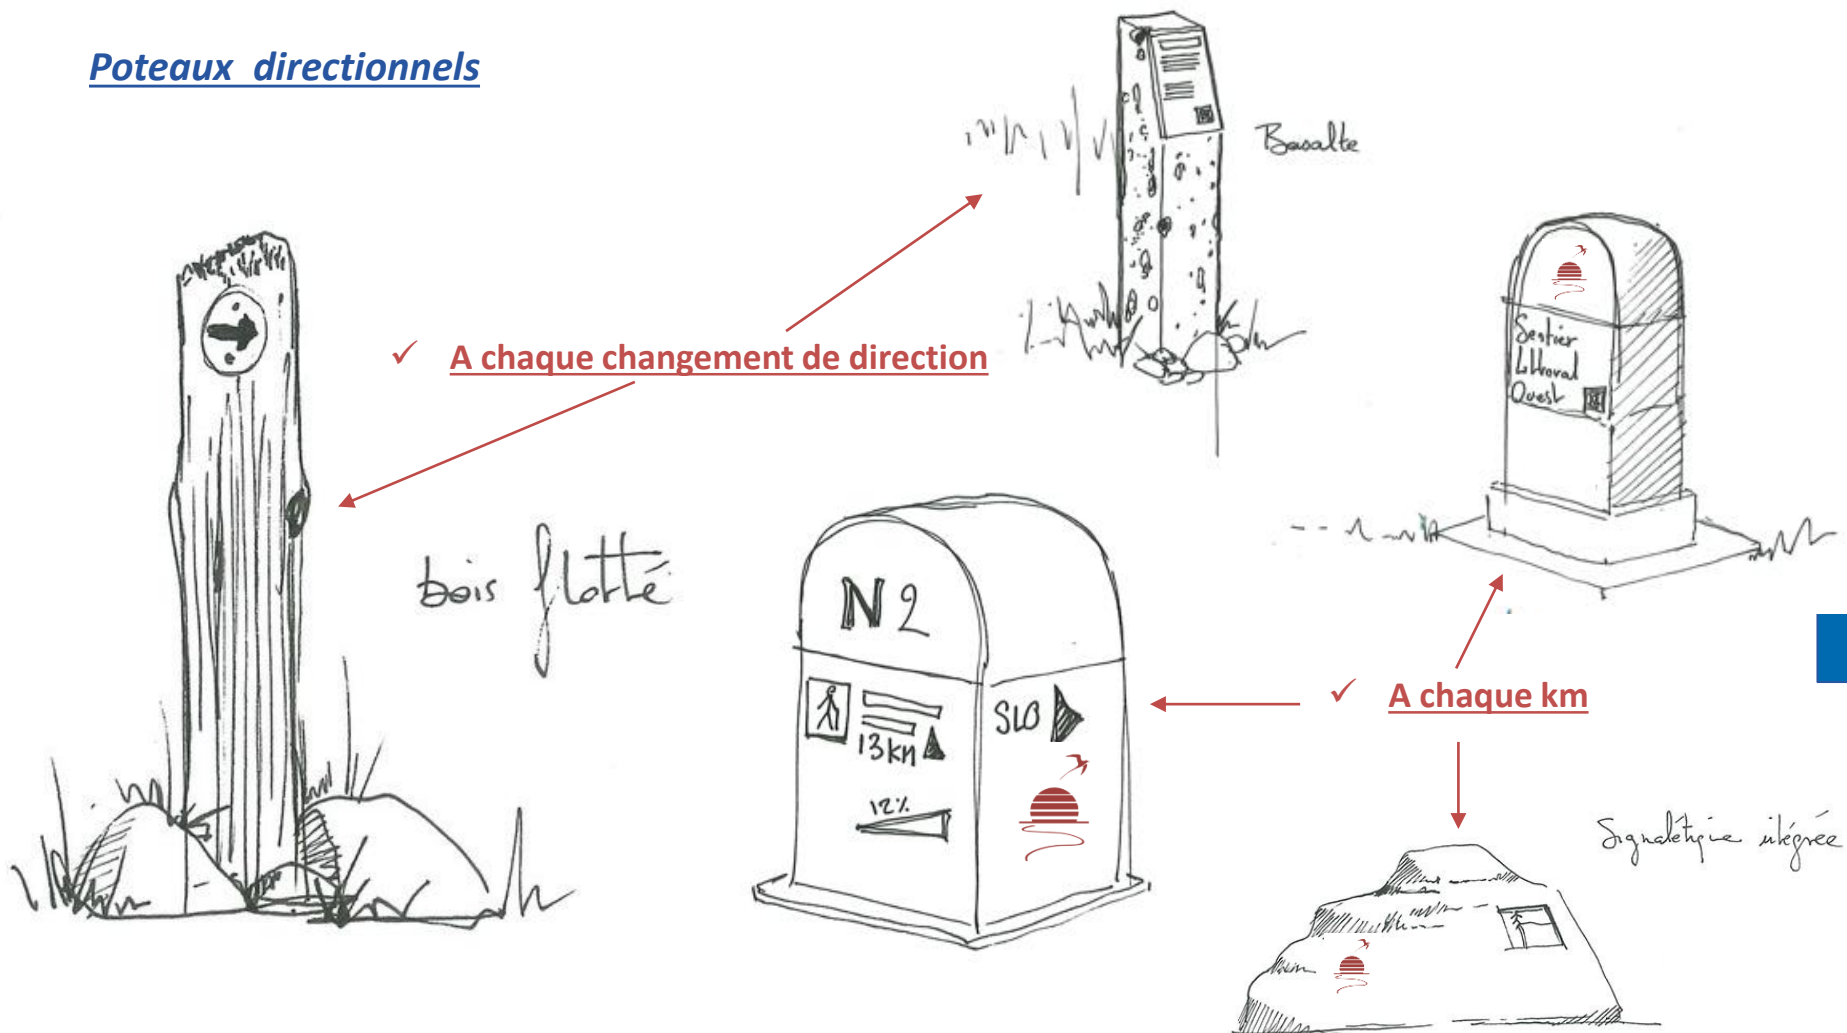 Poteaux directionnels
Basalte
✓ A chaque changement de direction
Sentier
Littoral
Ouest
bois flotté
N2
13km
SLO
12%
✓ A chaque km
Signalétique intégrée